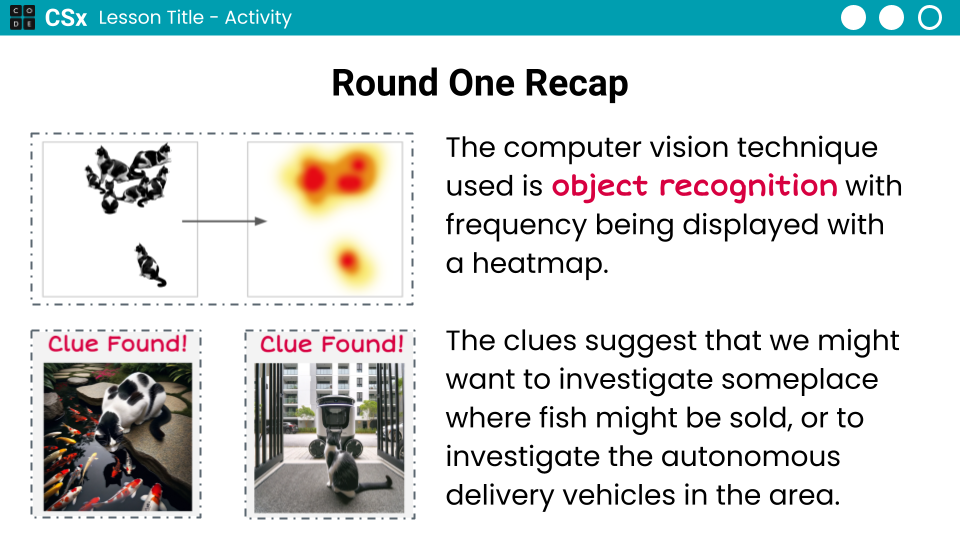 CODE
CSx Lesson Title - Activity
Round One Recap
The computer vision technique
used is object recognition with
frequency being displayed with
a heatmap.
Clue Found!
Clue Found!
The clues suggest that we might
want to investigate someplace
where fish might be sold, or to
investigate the autonomous
delivery vehicles in the area.